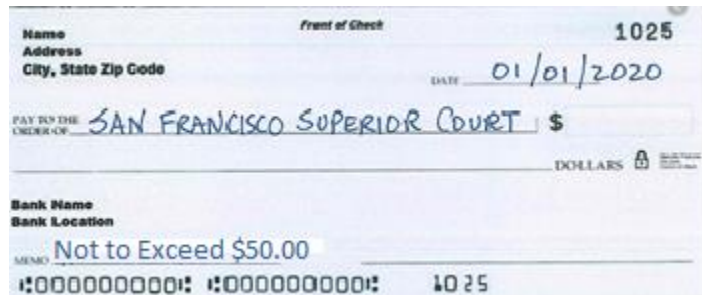 Front of Check
Name 1025
Address
City, State Zip Code
DATE 01/01/2020
PAY TO THE
ORDER OF SAN FRANCISCO SUPERIOR COURT $
DOLLARS
Bank Name
Bank Location
MEMO Not to Exceed $50.00
⑆000000000⑆ ⑆000000000⑆ 1025